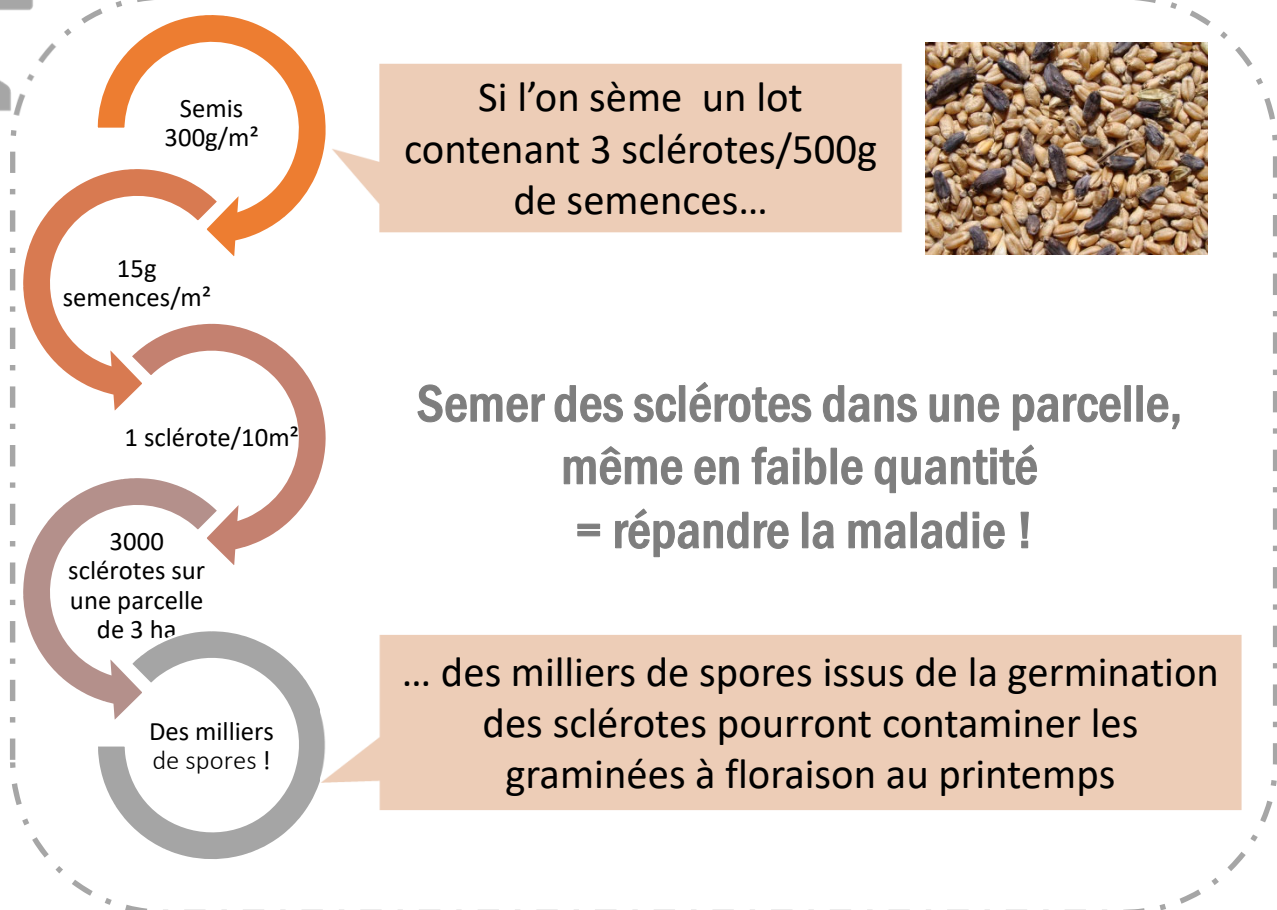 Semis
300g/m²
Si l’on sème un lot
contenant 3 sclérotes/500g
de semences…
15g
semences/m²
1 sclérote/10m²
Semer des sclérotes dans une parcelle,
même en faible quantité
= répandre la maladie !
3000
sclérotes sur
une parcelle
de 3 ha
Des milliers
de spores !
… des milliers de spores issus de la germination
des sclérotes pourront contaminer les
graminées à floraison au printemps